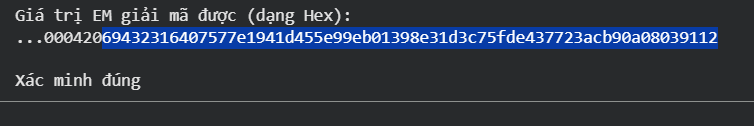 Giá trị EM giải mã được (dạng Hex):
...00042069432316407577e1941d455e99eb01398e31d3c75fde437723acb90a08039112
Xác minh đúng